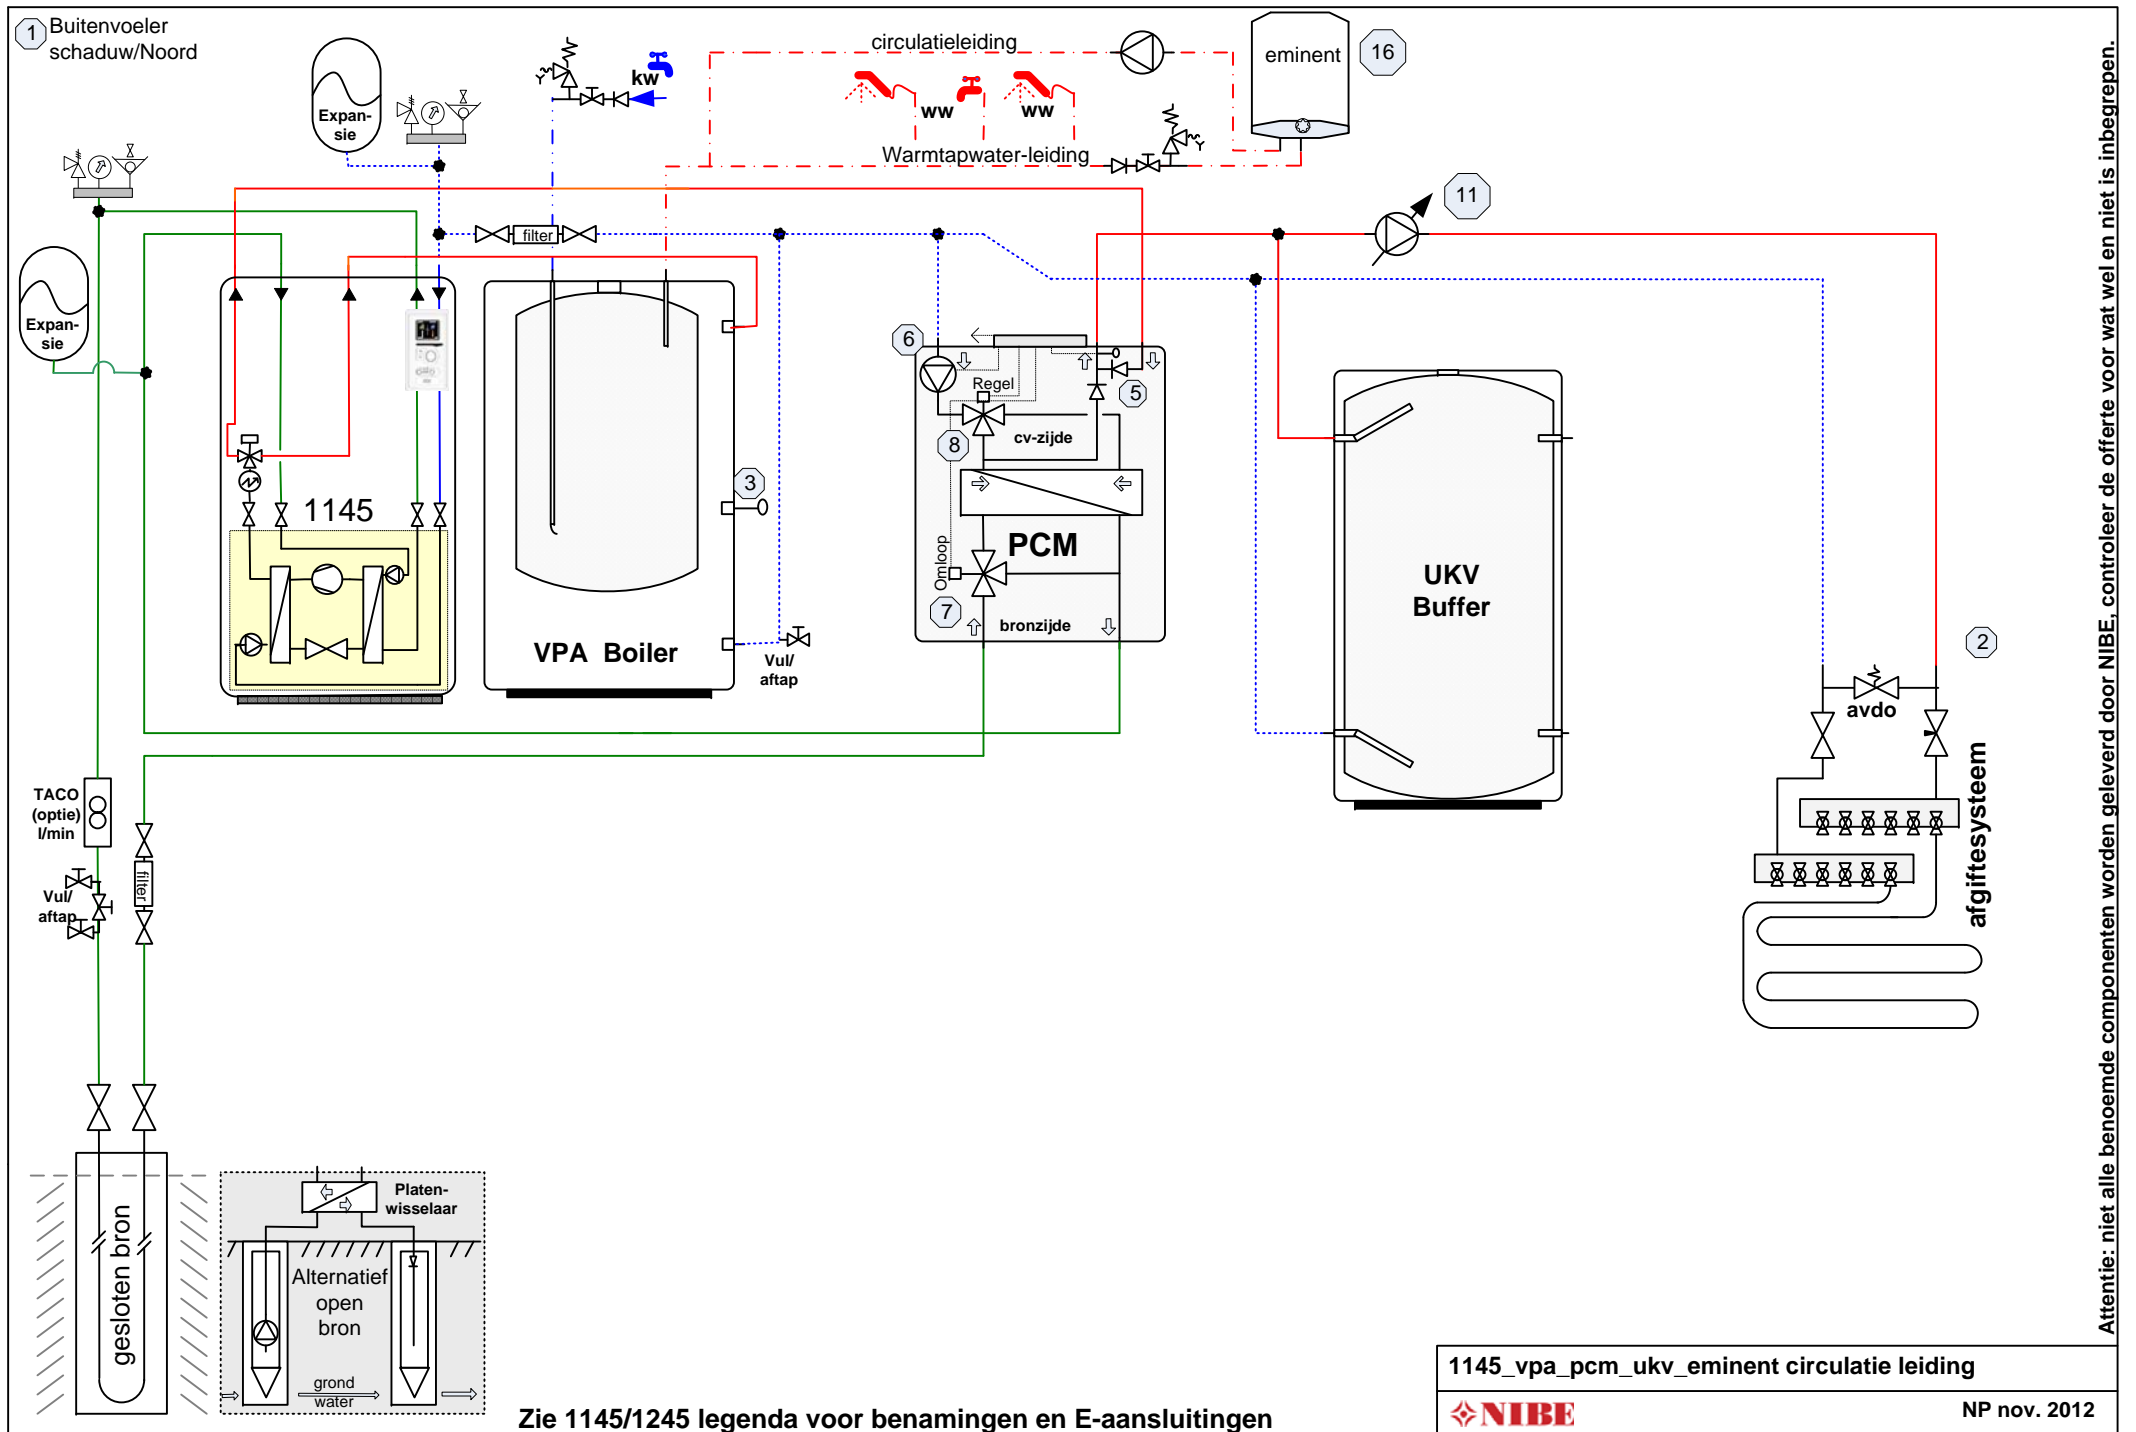 1
Buitenvoeler
schaduw/Noord
Expan-
sie
kw
circulatieleiding
ww
ww
Warmtapwater-leiding
eminent
16
11
filter
Expan-
sie
1145
VPA Boiler
3
Vul/
aftap
6
Regel
5
8
cv-zijde
PCM
Omloop
7
bronzijde
UKV
Buffer
2
avdo
afgiftesysteem
TACO
(optie)
l/min
Vul/
aftap
filter
gesloten bron
Platen-
wisselaar
Alternatief
open
bron
grond
water
Zie 1145/1245 legenda voor benamingen en E-aansluitingen
1145_vpa_pcm_ukv_eminent circulatie leiding
NIBE
NP nov. 2012
Attentie: niet alle benoemde componenten worden geleverd door NIBE, controleer de offerte voor wat wel en niet is inbegrepen.